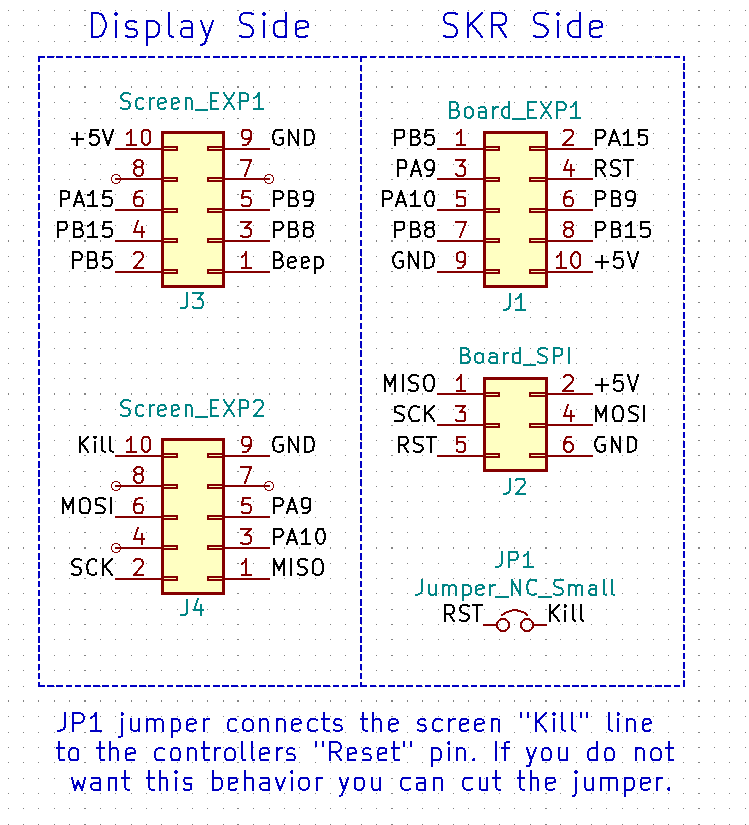 Display Side
SKR Side
Screen_EXP1
+5V 10 9 GND
8 7
PA15 6 5 PB9
PB15 4 3 PB8
PB5 2 1 Beep
J3
Board_EXP1
PB5 1 2 PA15
PA9 3 4 RST
PA10 5 6 PB9
PB8 7 8 PB15
GND 9 10 +5V
J1
Screen_EXP2
Kill 10 9 GND
8 7
MOSI 6 5 PA9
4 3 PA10
SCK 2 1 MISO
J4
Board_SPI
MISO 1 2 +5V
SCK 3 4 MOSI
RST 5 6 GND
J2
JP1
Jumper_NC_Small
RST Kill
JP1 jumper connects the screen "Kill" line
to the controllers "Reset" pin. If you do not
want this behavior you can cut the jumper.